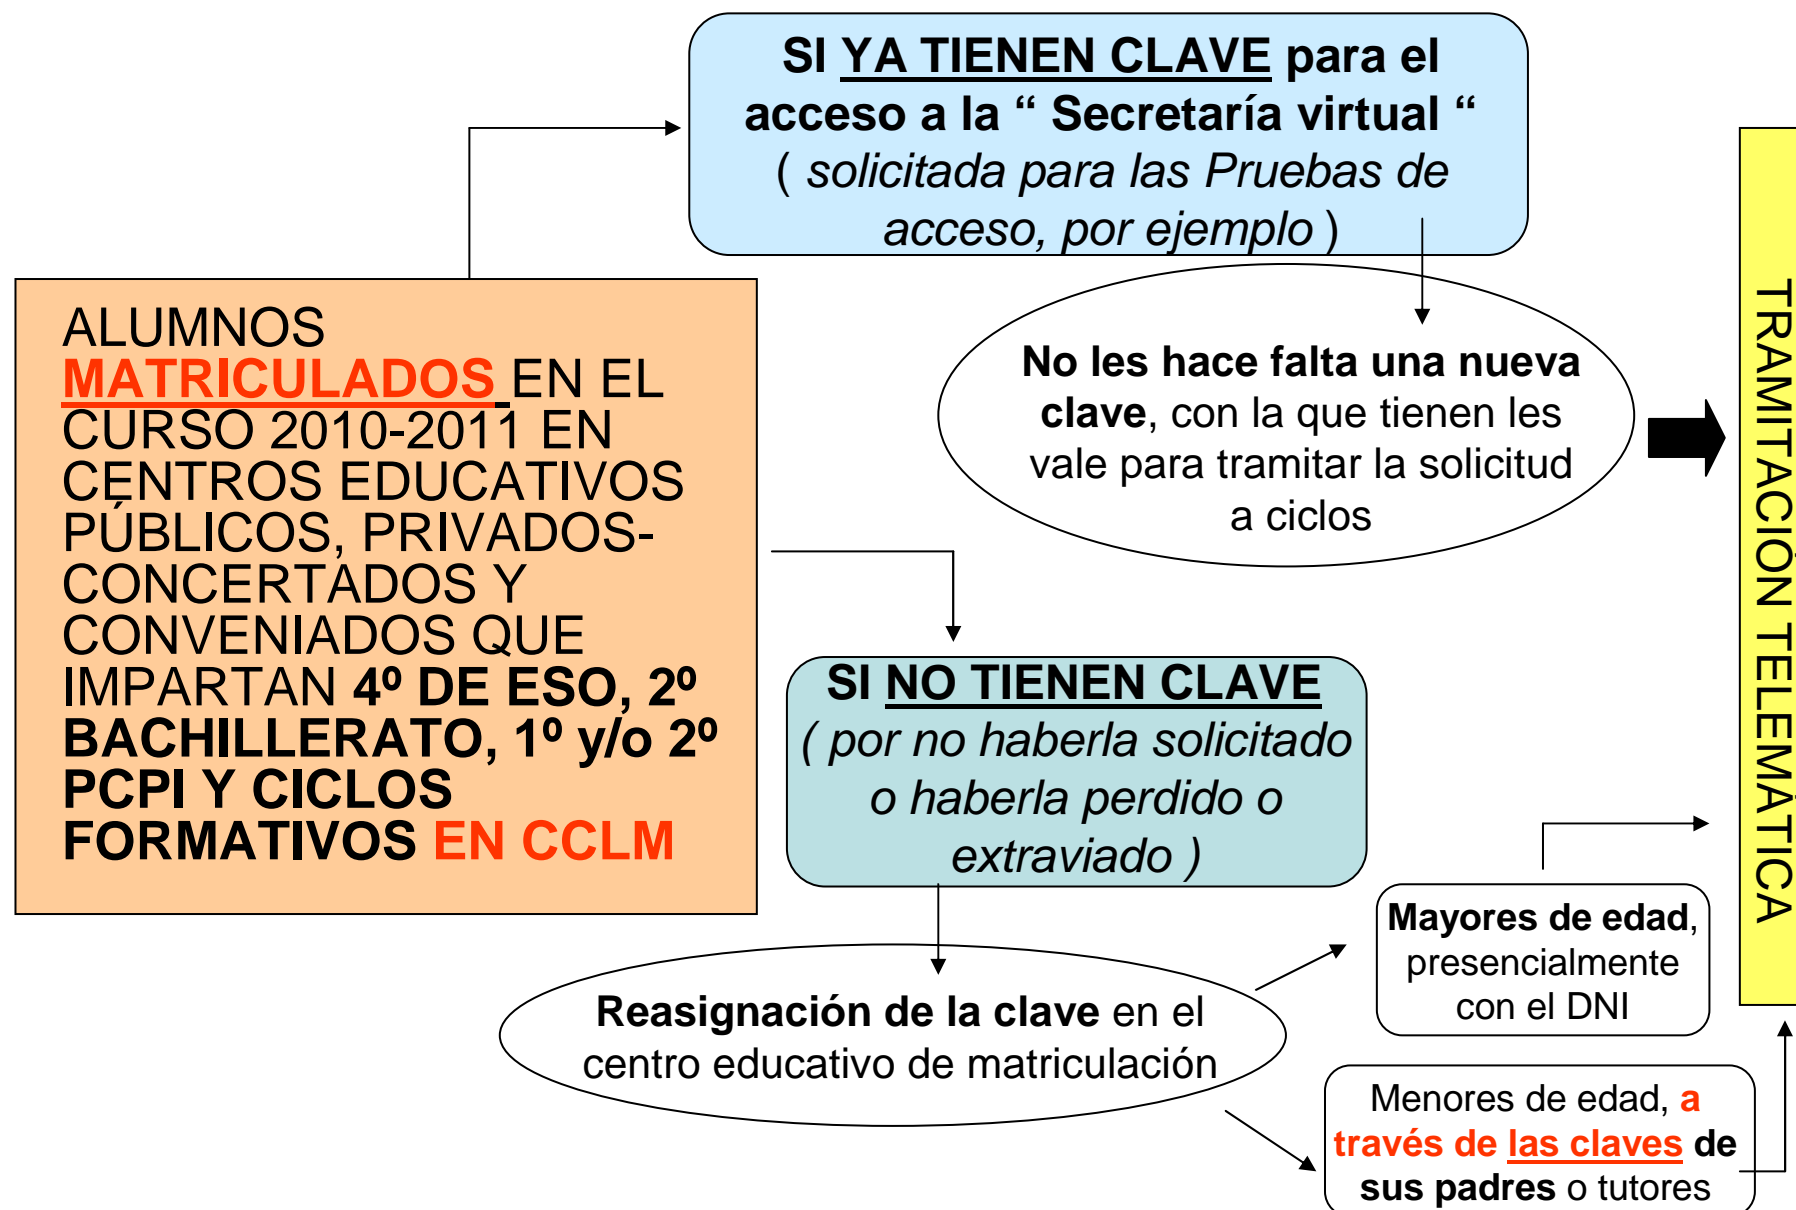 SI YA TIENEN CLAVE para el
acceso a la “ Secretaría virtual “
( solicitada para las Pruebas de
acceso, por ejemplo )
ALUMNOS
MATRICULADOS EN EL
CURSO 2010-2011 EN
CENTROS EDUCATIVOS
PÚBLICOS, PRIVADOS-
CONCERTADOS Y
CONVENIADOS QUE
IMPARTAN 4º DE ESO, 2º
BACHILLERATO, 1º y/o 2º
PCPI Y CICLOS
FORMATIVOS EN CCLM
No les hace falta una nueva
clave, con la que tienen les
vale para tramitar la solicitud
a ciclos
SI NO TIENEN CLAVE
( por no haberla solicitado
o haberla perdido o
extraviado )
Reasignación de la clave en el
centro educativo de matriculación
Mayores de edad,
presencialmente
con el DNI
Menores de edad, a
través de las claves de
sus padres o tutores
TRAMITACIÓN TELEMÁTICA